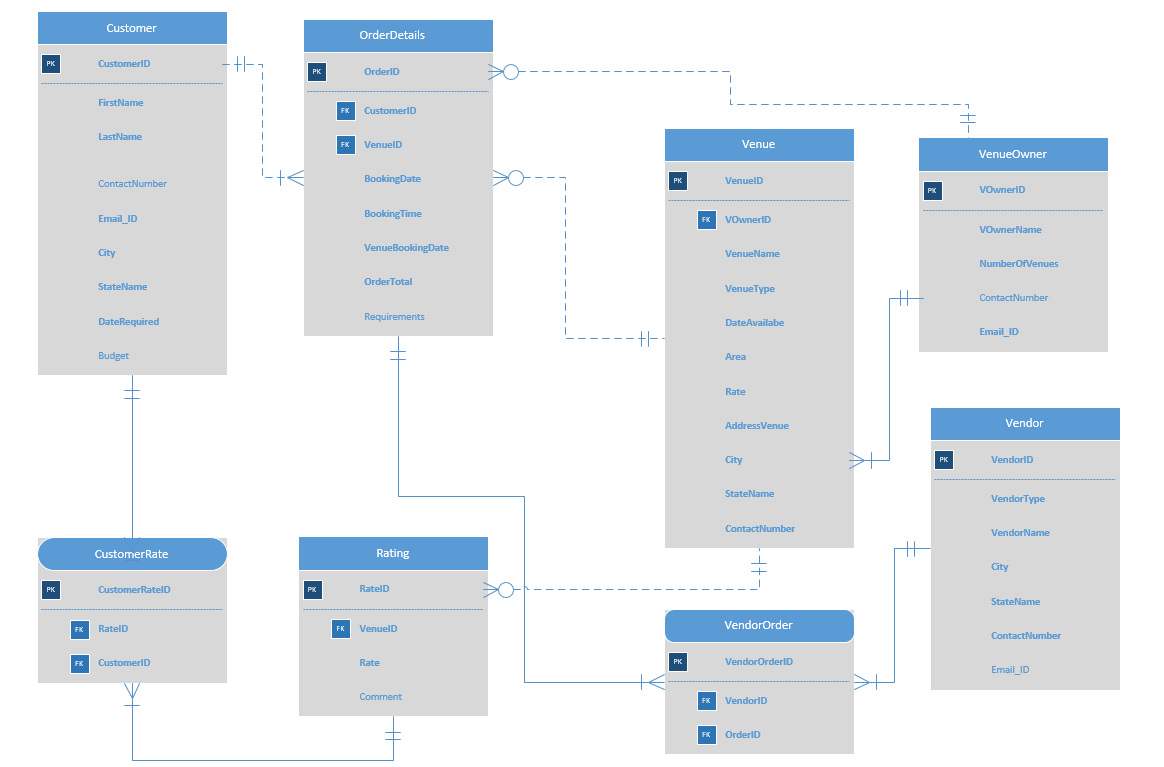 Customer
PK CustomerID
FirstName
LastName
ContactNumber
Email_ID
City
StateName
DateRequired
Budget
OrderDetails
PK OrderID
FK CustomerID
FK VenueID
BookingDate
BookingTime
VenueBookingDate
OrderTotal
Requirements
Venue
PK VenueID
FK VOwnerID
VenueName
VenueType
DateAvailabe
Area
Rate
AddressVenue
City
StateName
ContactNumber
VenueOwner
PK VOwnerID
VOwnerName
NumberOfVenues
ContactNumber
Email_ID
Vendor
PK VendorID
VendorType
VendorName
City
StateName
ContactNumber
Email_ID
CustomerRate
PK CustomerRateID
FK RateID
FK CustomerID
Rating
PK RateID
FK VenueID
Rate
Comment
VendorOrder
PK VendorOrderID
FK VendorID
FK OrderID